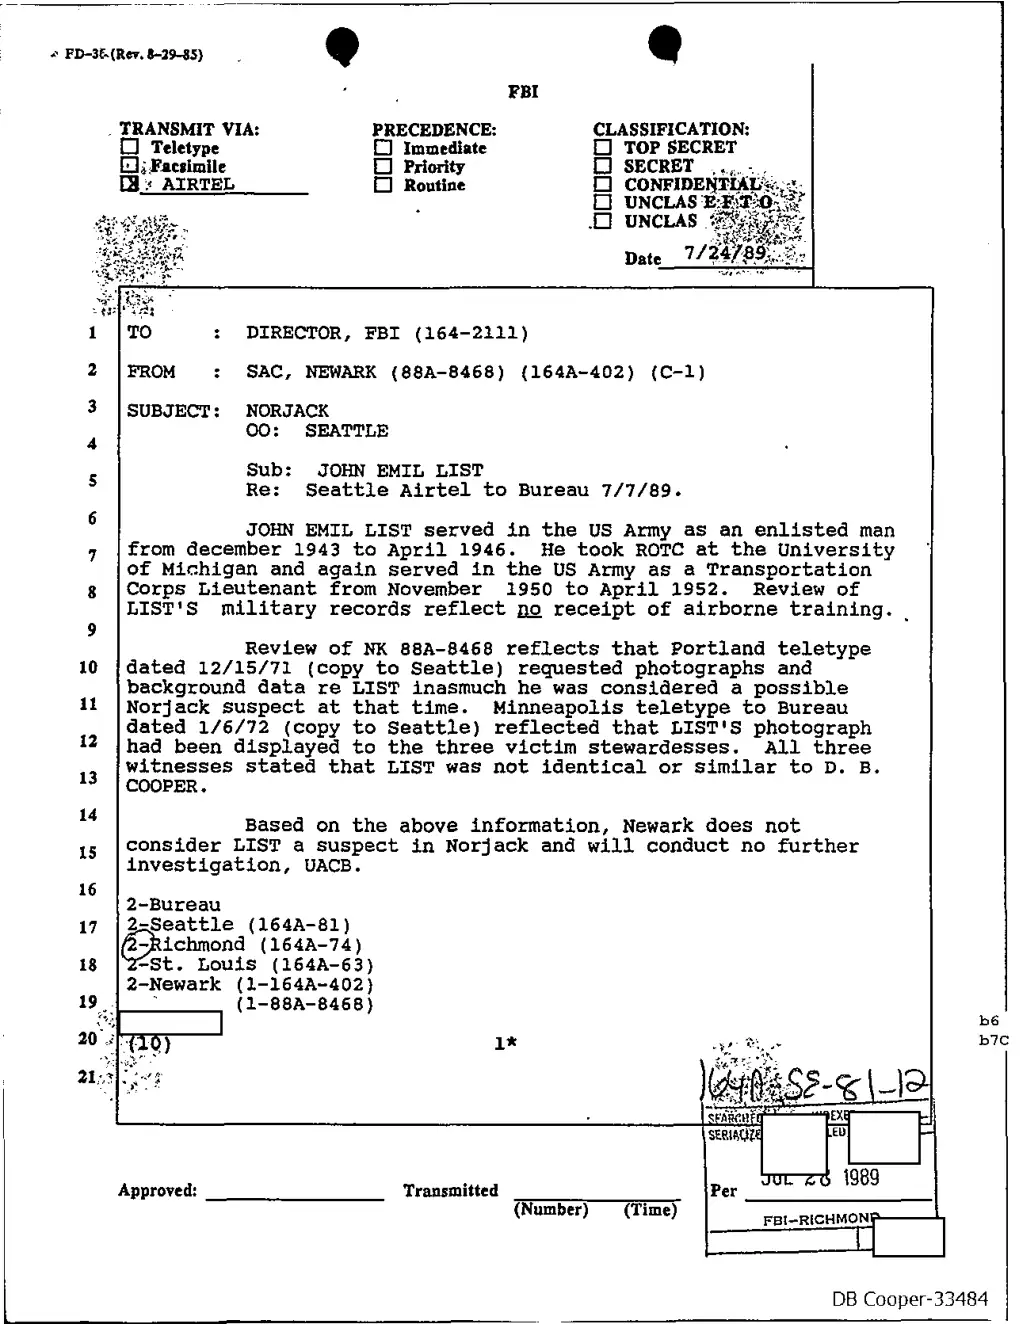 FD-36 (Rev. 8-29-85)
FBI
TRANSMIT VIA:
Teletype
Facsimile
AIRTEL
PRECEDENCE:
Immediate
Priority
Routine
CLASSIFICATION:
TOP SECRET
SECRET
CONFIDENTIAL
UNCLAS E F T O
UNCLAS
Date 7/24/89
1 TO : DIRECTOR, FBI (164-2111)
2 FROM : SAC, NEWARK (88A-8468) (164A-402) (C-1)
3 SUBJECT: NORJACK
OO: SEATTLE
4
Sub: JOHN EMIL LIST
5 Re: Seattle Airtel to Bureau 7/7/89.
6
JOHN EMIL LIST served in the US Army as an enlisted man
7 from december 1943 to April 1946. He took ROTC at the University
of Michigan and again served in the US Army as a Transportation
8 Corps Lieutenant from November 1950 to April 1952. Review of
LIST'S military records reflect no receipt of airborne training.
9
Review of NK 88A-8468 reflects that Portland teletype
10 dated 12/15/71 (copy to Seattle) requested photographs and
background data re LIST inasmuch he was considered a possible
11 Norjack suspect at that time. Minneapolis teletype to Bureau
dated 1/6/72 (copy to Seattle) reflected that LIST'S photograph
12 had been displayed to the three victim stewardesses. All three
witnesses stated that LIST was not identical or similar to D. B.
13 COOPER.
14
Based on the above information, Newark does not
15 consider LIST a suspect in Norjack and will conduct no further
investigation, UACB.
16
2-Bureau
17 2-Seattle (164A-81)
2-Richmond (164A-74)
18 2-St. Louis (164A-63)
2-Newark (1-164A-402)
19 (1-88A-8468)
b6
20 (10) 1* b7C
21
164A-SE-81-12
SEARCHED
SERIALIZE
JUL 28 1989
FBI-RICHMOND
Approved: Transmitted Per
(Number) (Time)
DB Cooper-33484